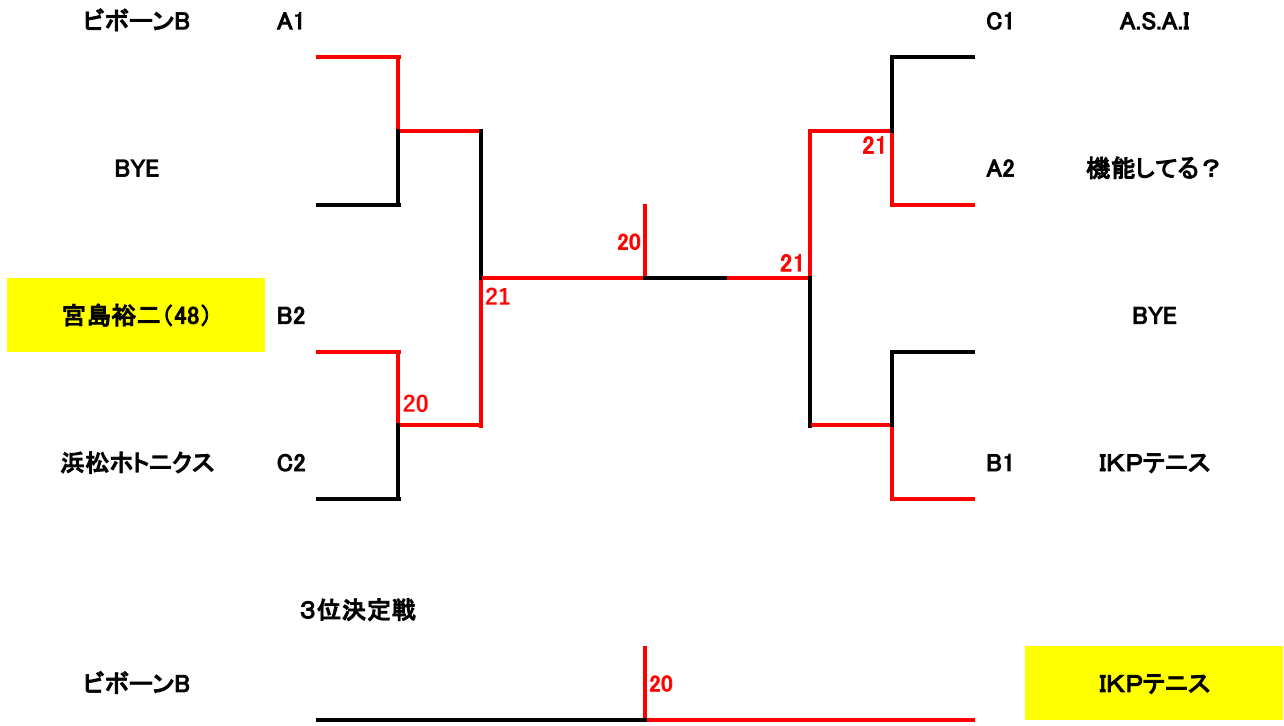 ビボーンB A1 C1 A.S.A.I
BYE 21 A2 機能してる？
20 21
宮島裕二（48） B2 21 BYE
20
浜松ホトニクス C2 B1 ＩＫＰテニス
３位決定戦
ビボーンB 20 ＩＫＰテニス